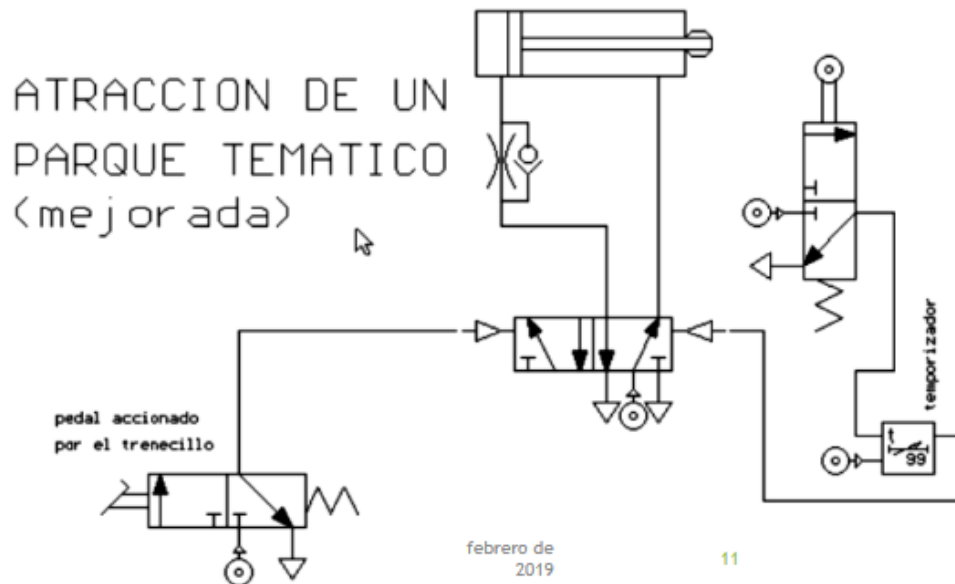 ATRACCION DE UN
PARQUE TEMATICO
(mejorada)
temporizador
pedal accionado
por el trenecillo
t
99
febrero de
2019
11